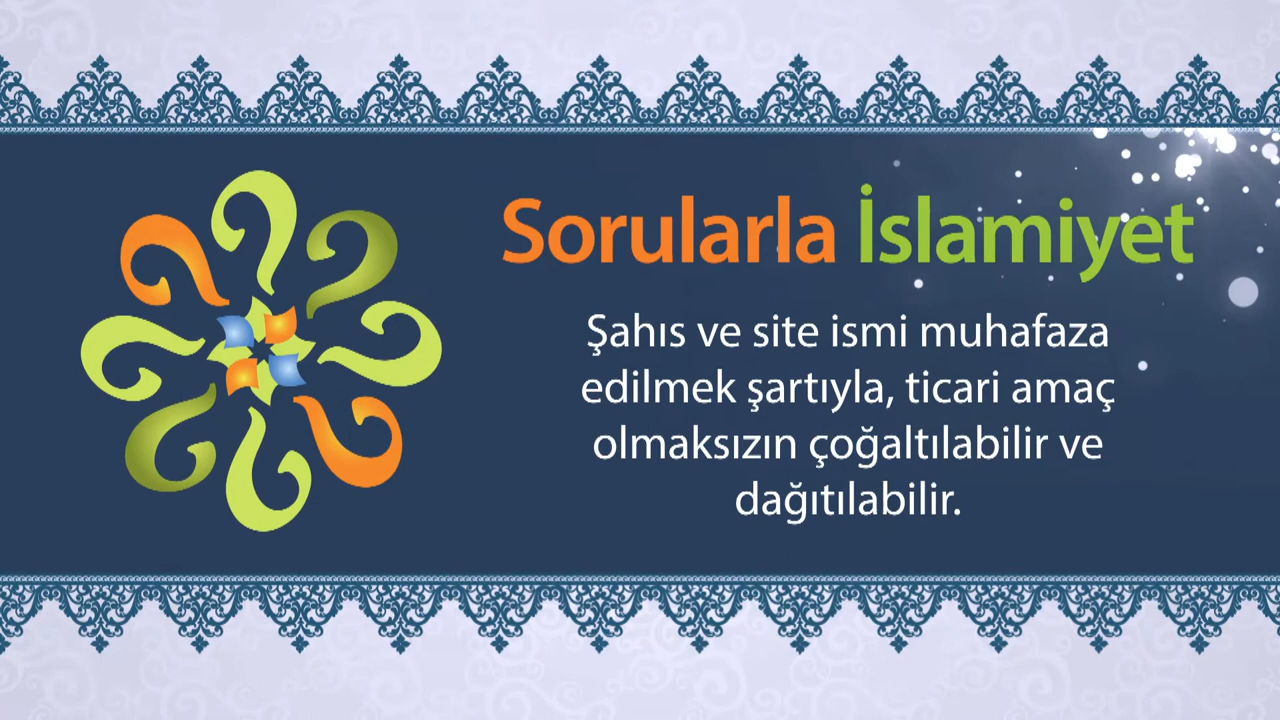 Sorularla İslamiyet
Şahıs ve site ismi muhafaza
edilmek şartıyla, ticari amaç
olmaksızın çoğaltılabilir ve
dağıtılabilir.